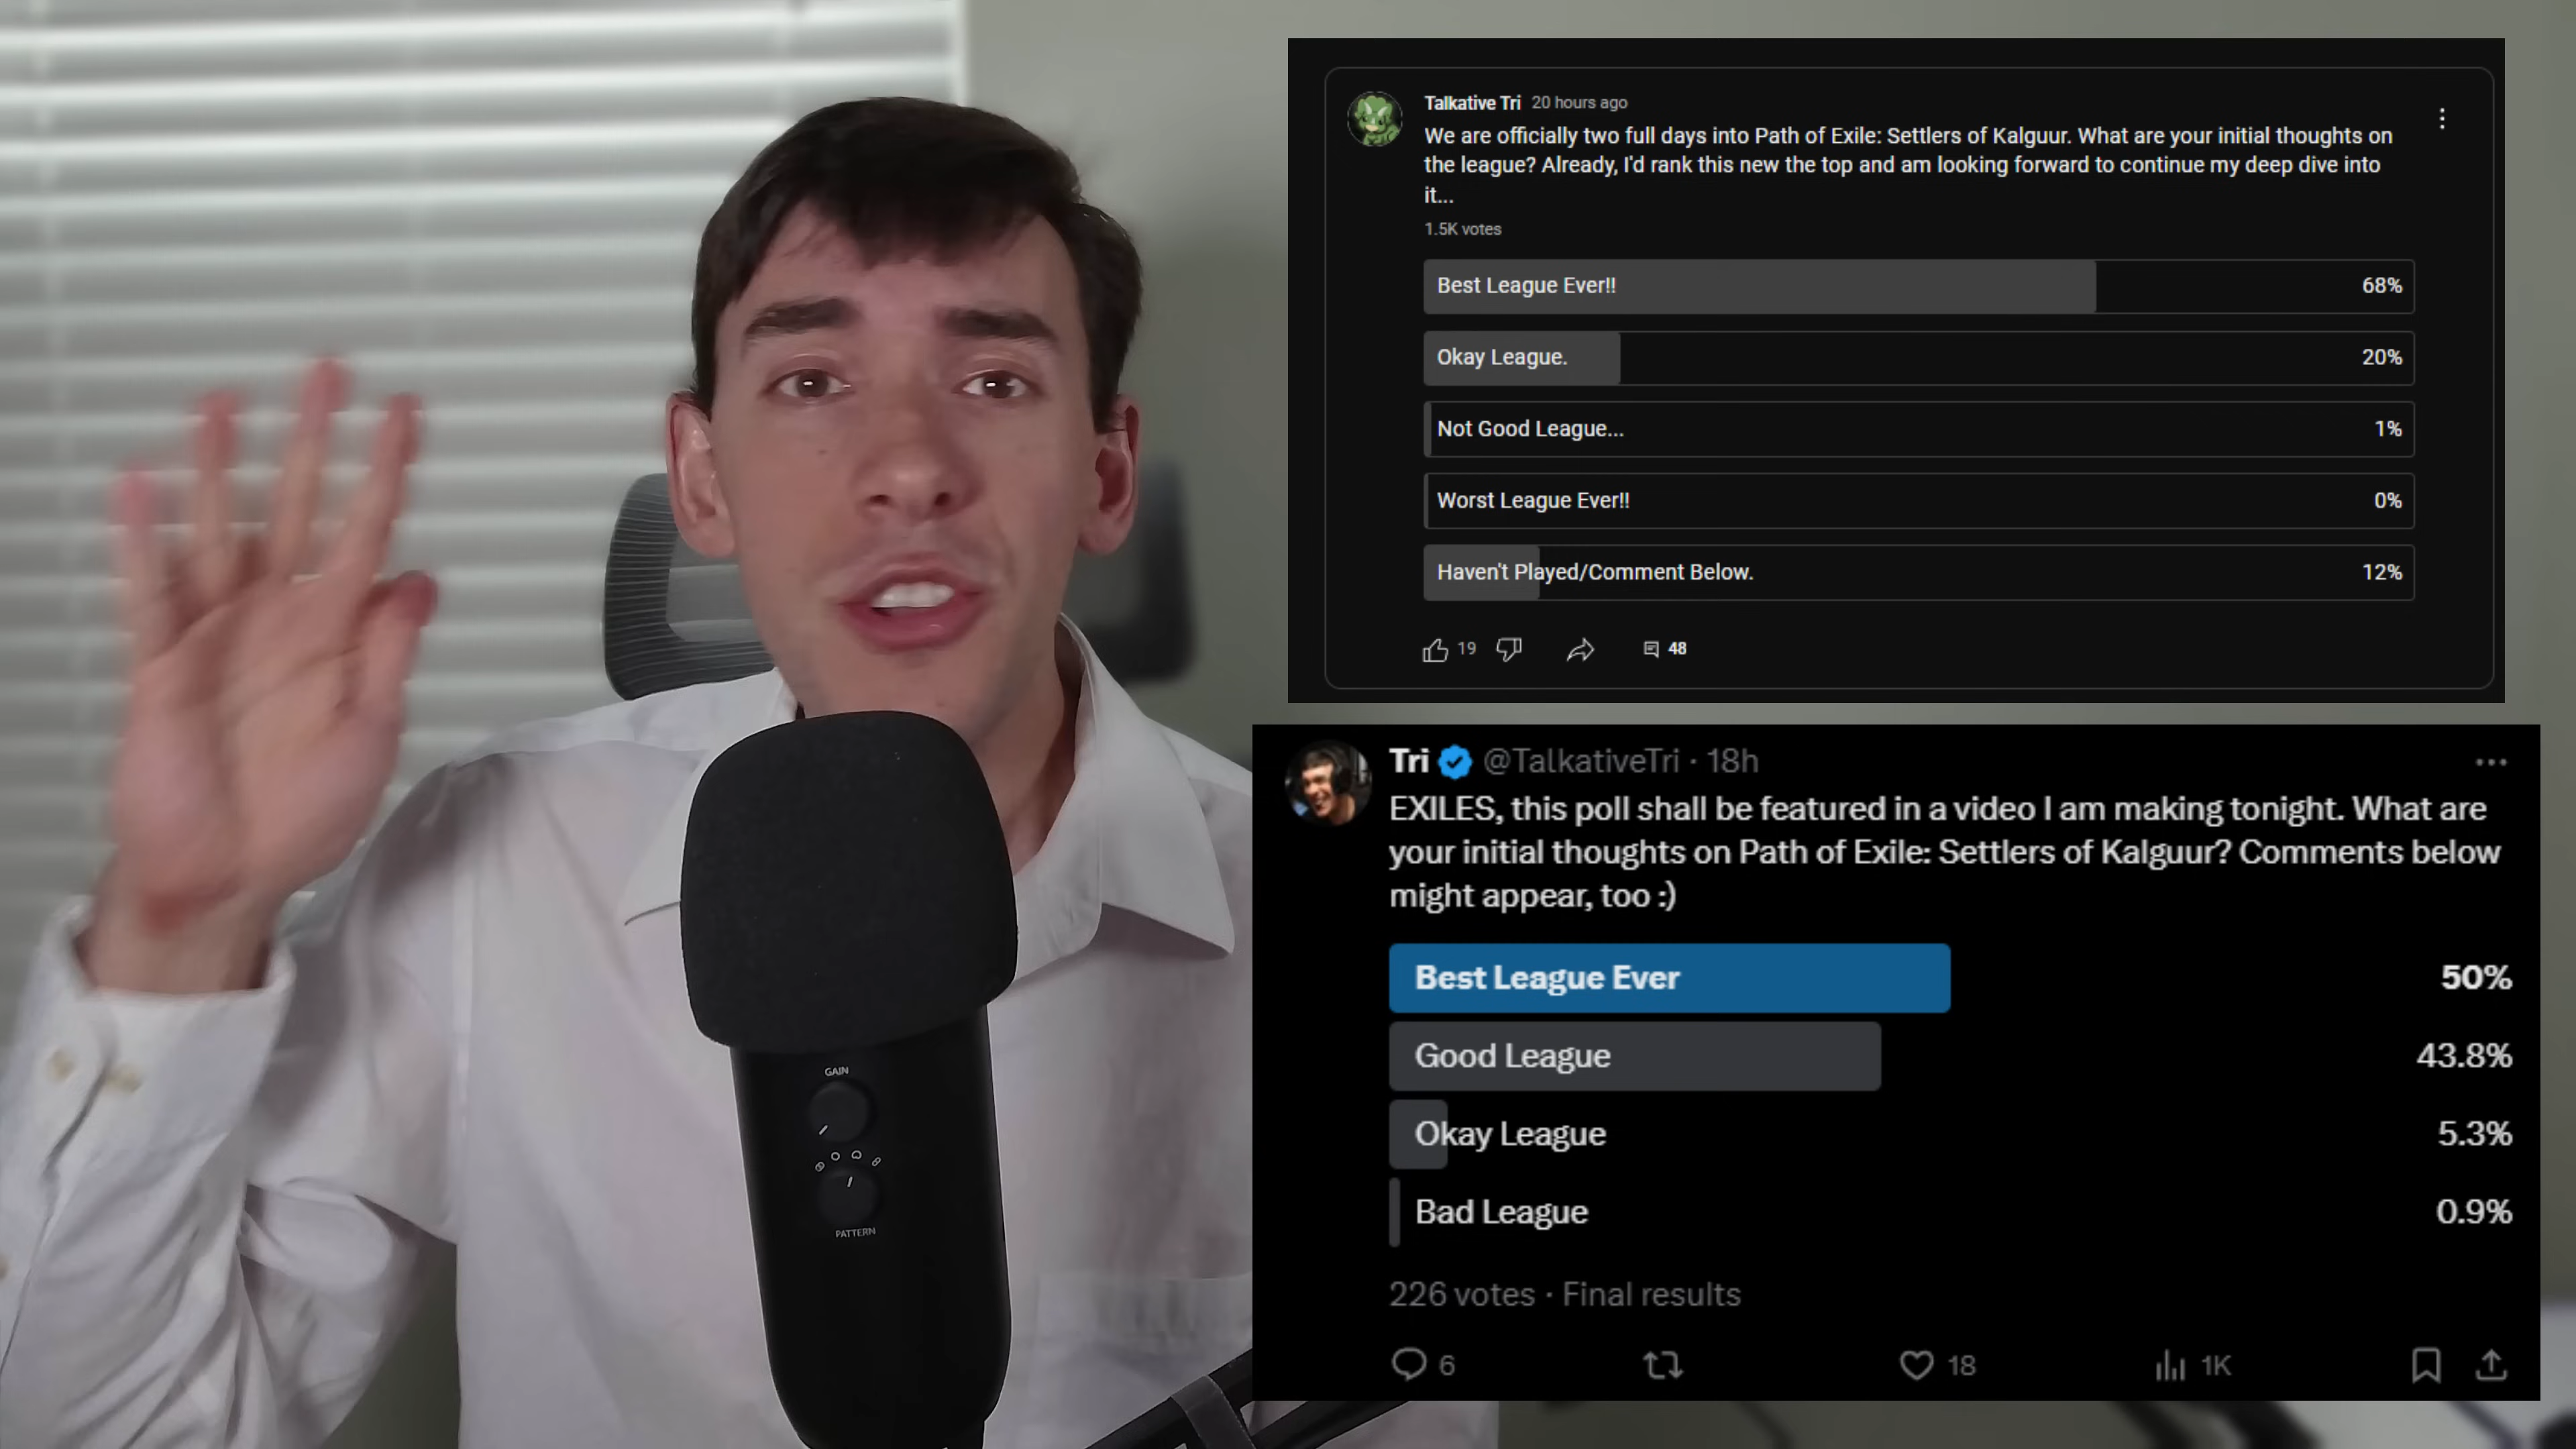 Talkative Tri 20 hours ago
We are officially two full days into Path of Exile: Settlers of Kalguur. What are your initial thoughts on
the league? Already, I'd rank this new the top and am looking forward to continue my deep dive into
it...
1.5K votes
Best League Ever!! 68%
Okay League. 20%
Not Good League... 1%
Worst League Ever!! 0%
Haven't Played/Comment Below. 12%
19 48
Tri @TalkativeTri · 18h
EXILES, this poll shall be featured in a video I am making tonight. What are
your initial thoughts on Path of Exile: Settlers of Kalguur? Comments below
might appear, too :)
Best League Ever 50%
Good League 43.8%
Okay League 5.3%
Bad League 0.9%
226 votes · Final results
6 18 1K
GAIN
PATTERN